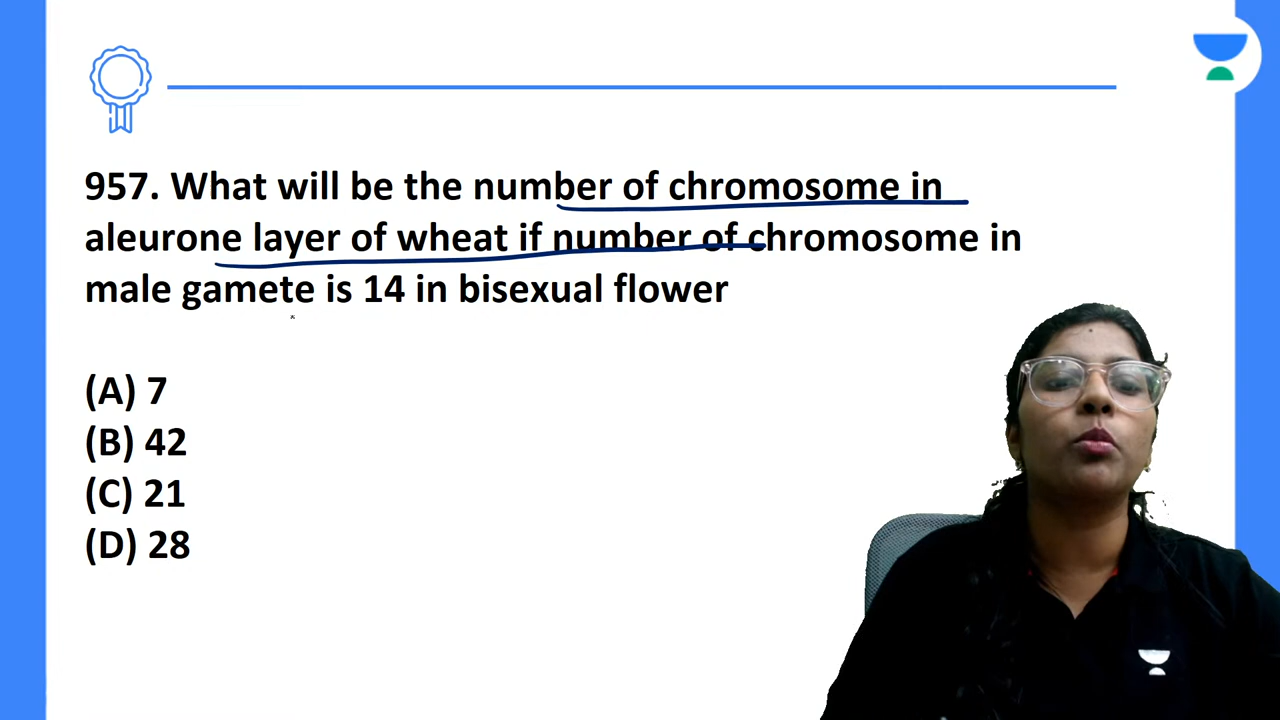 957. What will be the number of chromosome in
aleurone layer of wheat if number of chromosome in
male gamete is 14 in bisexual flower
(A) 7
(B) 42
(C) 21
(D) 28